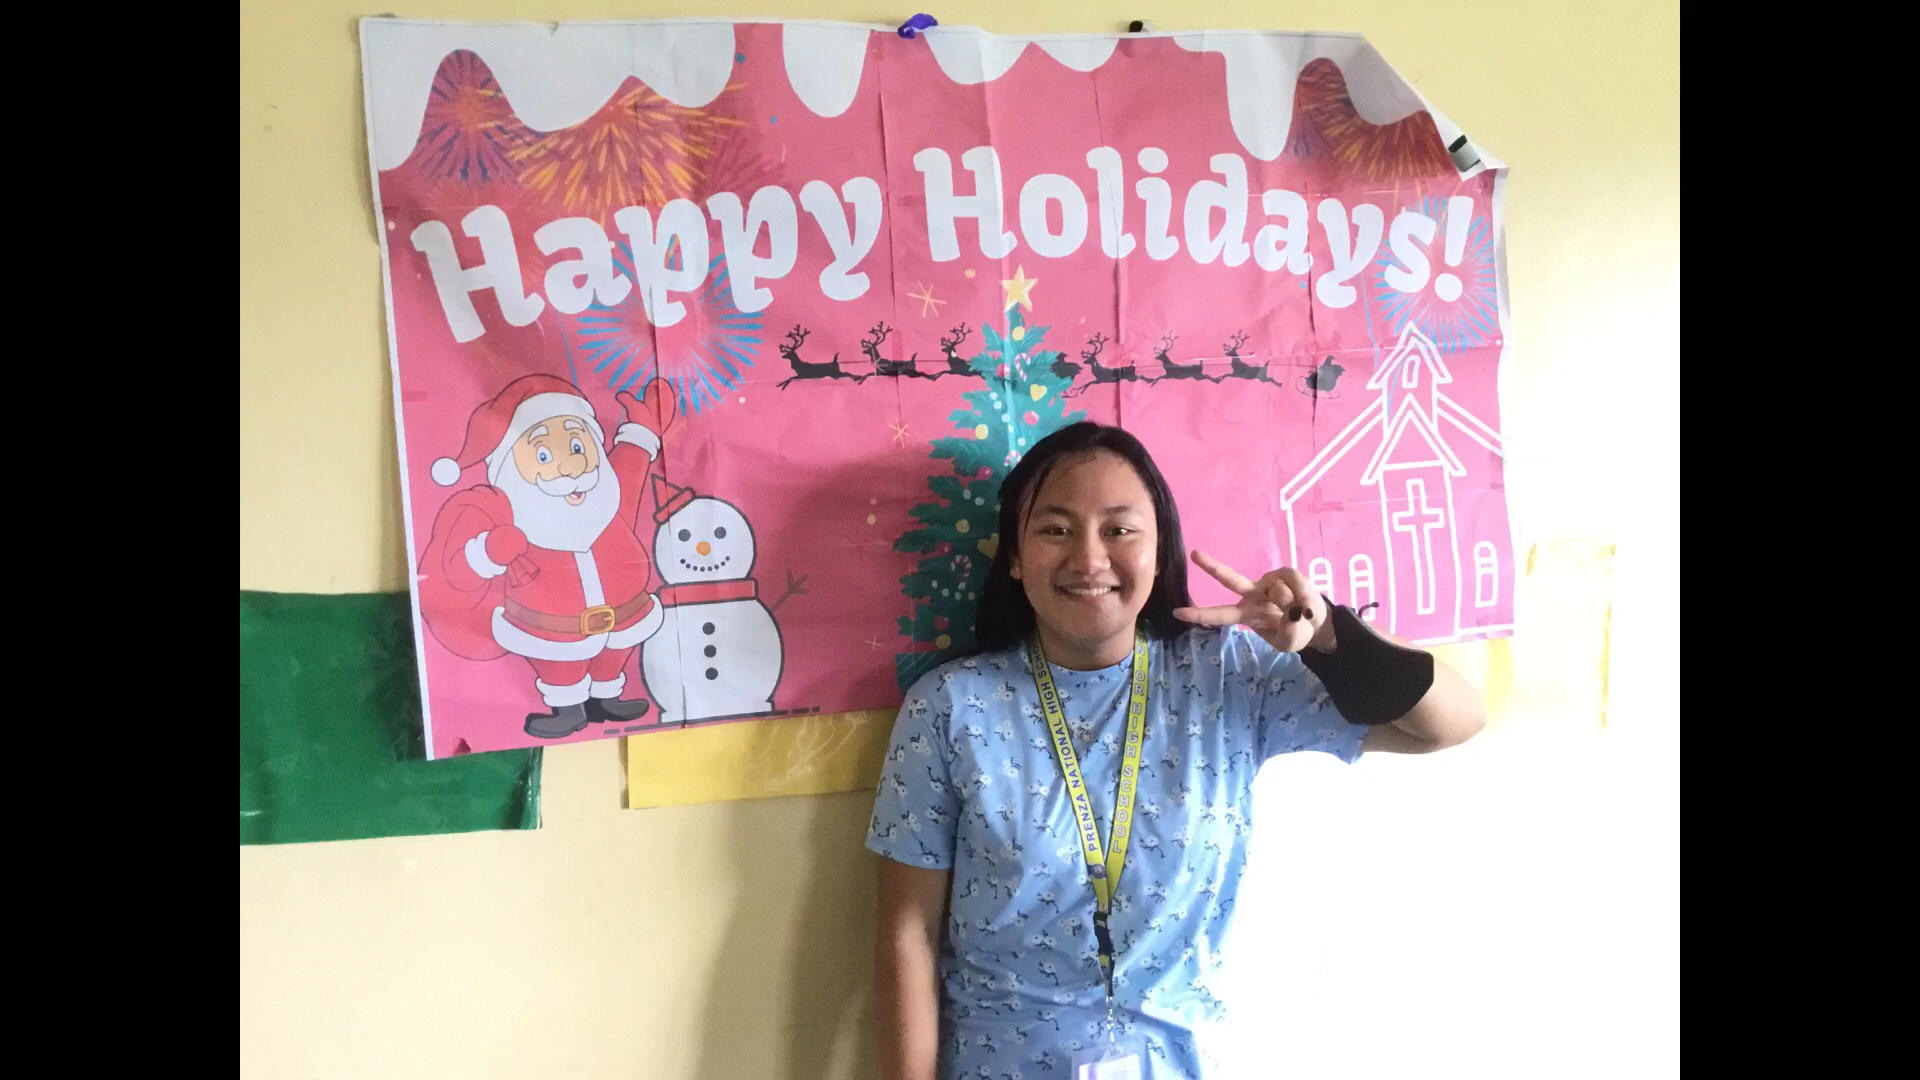 Happy Holidays!
PRENZA NATIONAL HIGH SCHOOL
NIOR HIGH SCHOOL